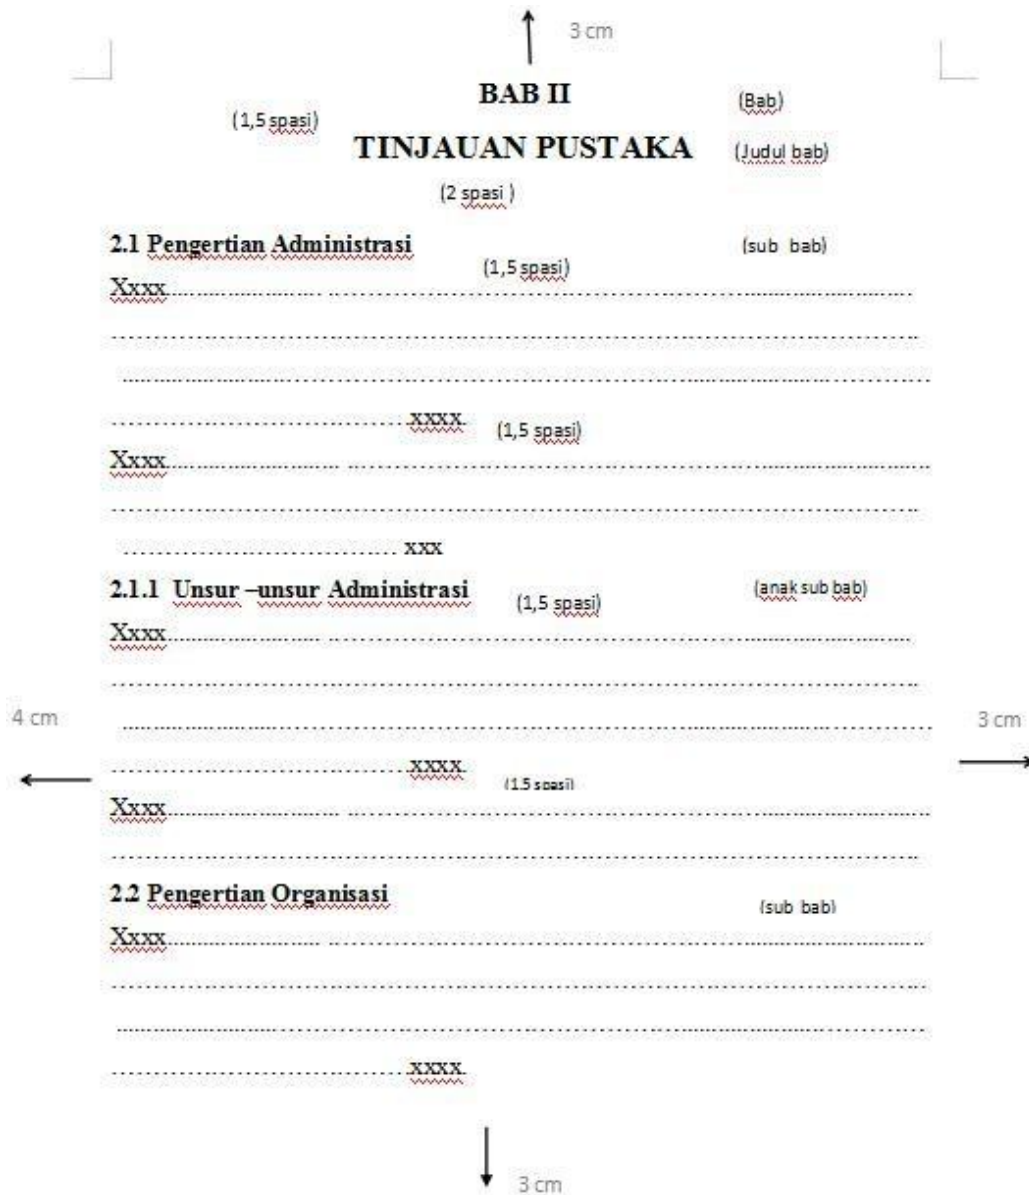 3 cm
BAB II (Bab)
(1,5 spasi)
TINJAUAN PUSTAKA (Judul bab)
(2 spasi )
2.1 Pengertian Administrasi (sub bab)
(1,5 spasi)
Xxxx
xxxx (1,5 spasi)
Xxxx
xxx
2.1.1 Unsur –unsur Administrasi (1,5 spasi) (anak sub bab)
Xxxx
4 cm 3 cm
xxxx
(1.5 spasi)
Xxxx
2.2 Pengertian Organisasi
(sub bab)
Xxxx
xxxx
3 cm